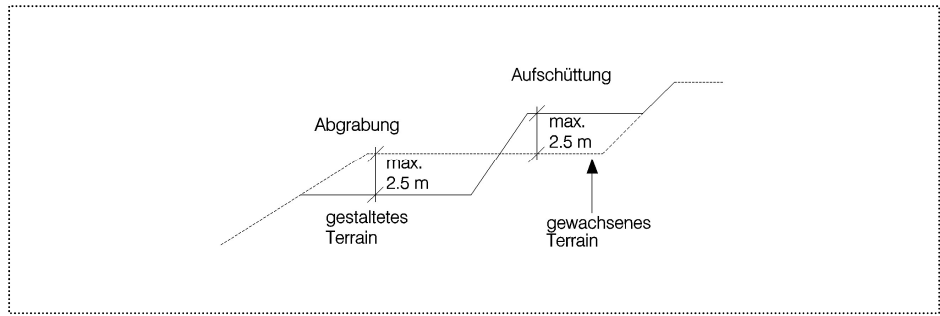 Aufschüttung
max.
2.5 m
Abgrabung
max.
2.5 m
gestaltetes
Terrain
gewachsenes
Terrain